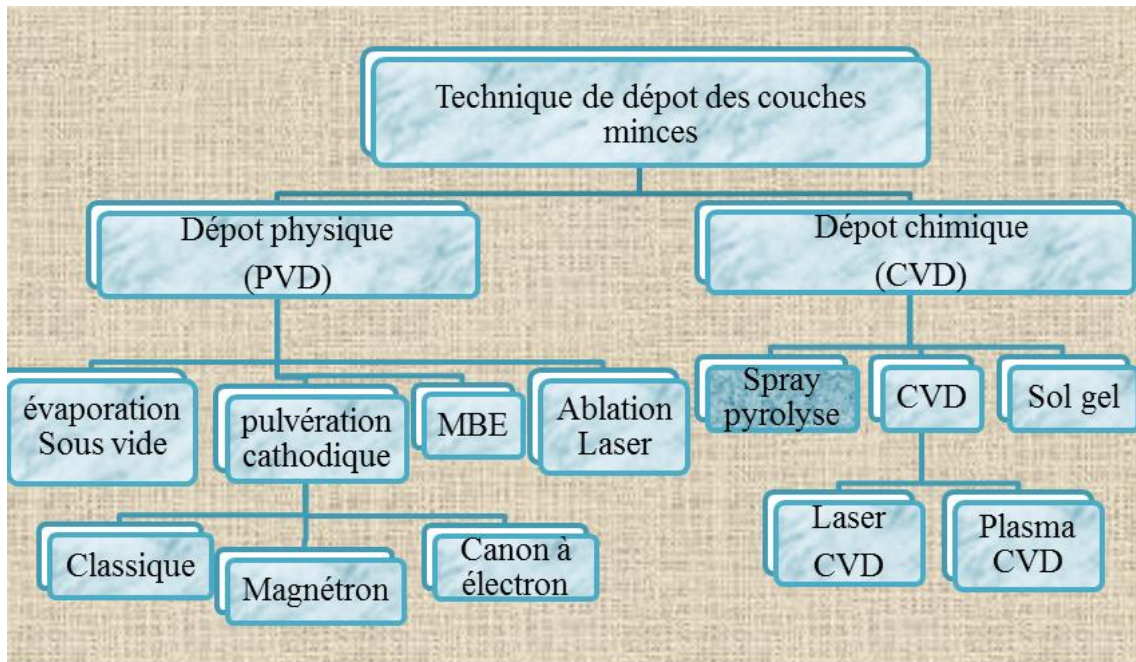 Technique de dépot des couches
minces
Dépot physique
(PVD)
Dépot chimique
(CVD)
évaporation
Sous vide
pulvération
cathodique
MBE
Ablation
Laser
Spray
pyrolyse
CVD
Sol gel
Classique
Magnétron
Canon à
électron
Laser
CVD
Plasma
CVD